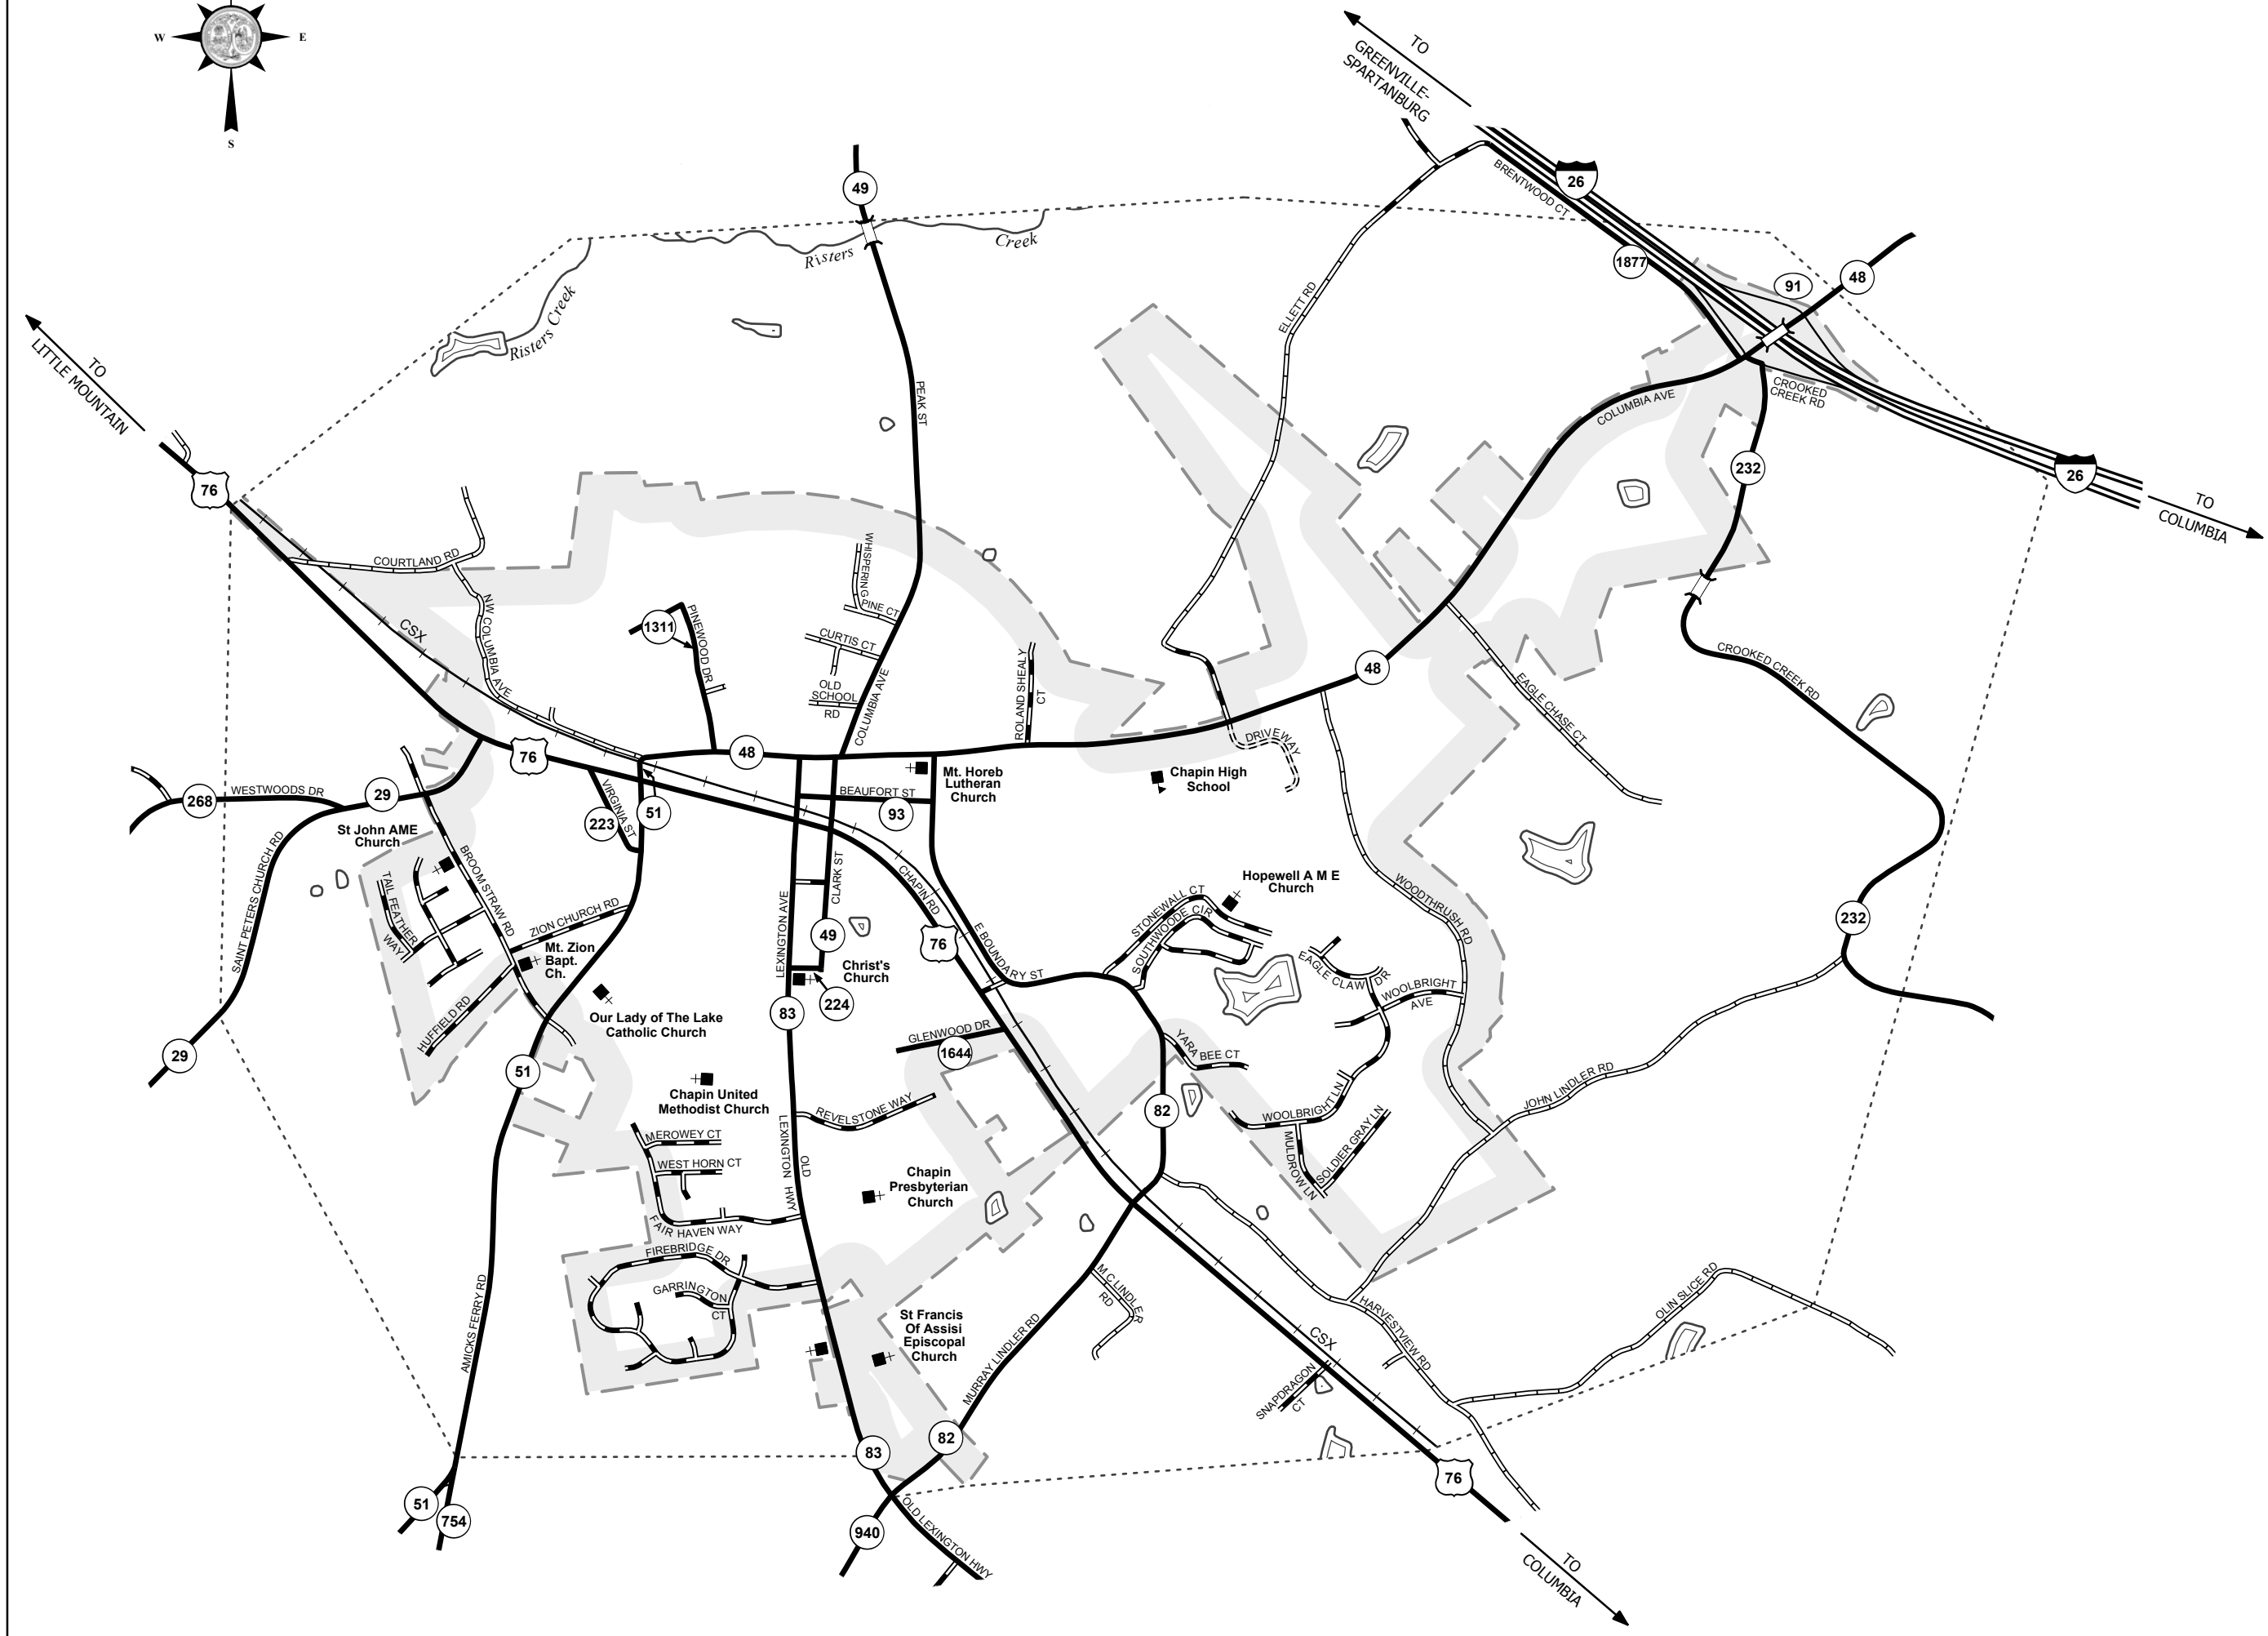 W
E
S
TO
GREENVILLE-
SPARTANBURG
26
BRENTWOOD CT
1877
91
48
49
Risters
Creek
Risters Creek
TO
LITTLE MOUNTAIN
76
ELLETT RD
PEAK ST
COLUMBIA AVE
CROOKED
CREEK RD
232
26
TO
COLUMBIA
COURTLAND RD
CSX
NW COLUMBIA AVE
1311
PINEWOOD DR
WHISPERING
PINE CT
CURTIS CT
OLD
SCHOOL
RD
COLUMBIA AVE
ROLAND SHEALY
CT
48
EAGLE CHASE CT
CROOKED CREEK RD
76
48
DRIVEWAY
Mt. Horeb
Lutheran
Church
Chapin High
School
268
WESTWOODS DR
29
VIRGINIA ST
223
51
BEAUFORT ST
93
St John AME
Church
SAINT PETERS CHURCH RD
BROOM STRAW RD
TAIL FEATHER
WAY
ZION CHURCH RD
Mt. Zion
Bapt.
Ch.
HUFFIELD RD
LEXINGTON AVE
CLARK ST
49
CHAPIN RD
76
Christ's
Church
224
83
E BOUNDARY ST
STONEWALL CT
SOUTHWOODE CIR
Hopewell A M E
Church
WOODTHRUSH RD
EAGLE CLAW DR
WOOLBRIGHT
AVE
232
29
Our Lady of The Lake
Catholic Church
51
GLENWOOD DR
1644
YARA
BEE CT
Chapin United
Methodist Church
REVELSTONE WAY
82
WOOLBRIGHT LN
MULDROW LN
SOLDIER GRAY LN
JOHN LINDLER RD
MEROWEY CT
WEST HORN CT
OLD
LEXINGTON HWY
FAIR HAVEN WAY
Chapin
Presbyterian
Church
FIREBRIDGE DR
GARRINGTON
CT
AMICKS FERRY RD
St Francis
Of Assisi
Episcopal
Church
M C LINDLER
RD
MURRAY LINDLER RD
CSX
SNAPDRAGON
CT
HARVESTVIEW RD
OLIN SLICE RD
83
82
76
51
754
940
OLD LEXINGTON HWY
TO
COLUMBIA